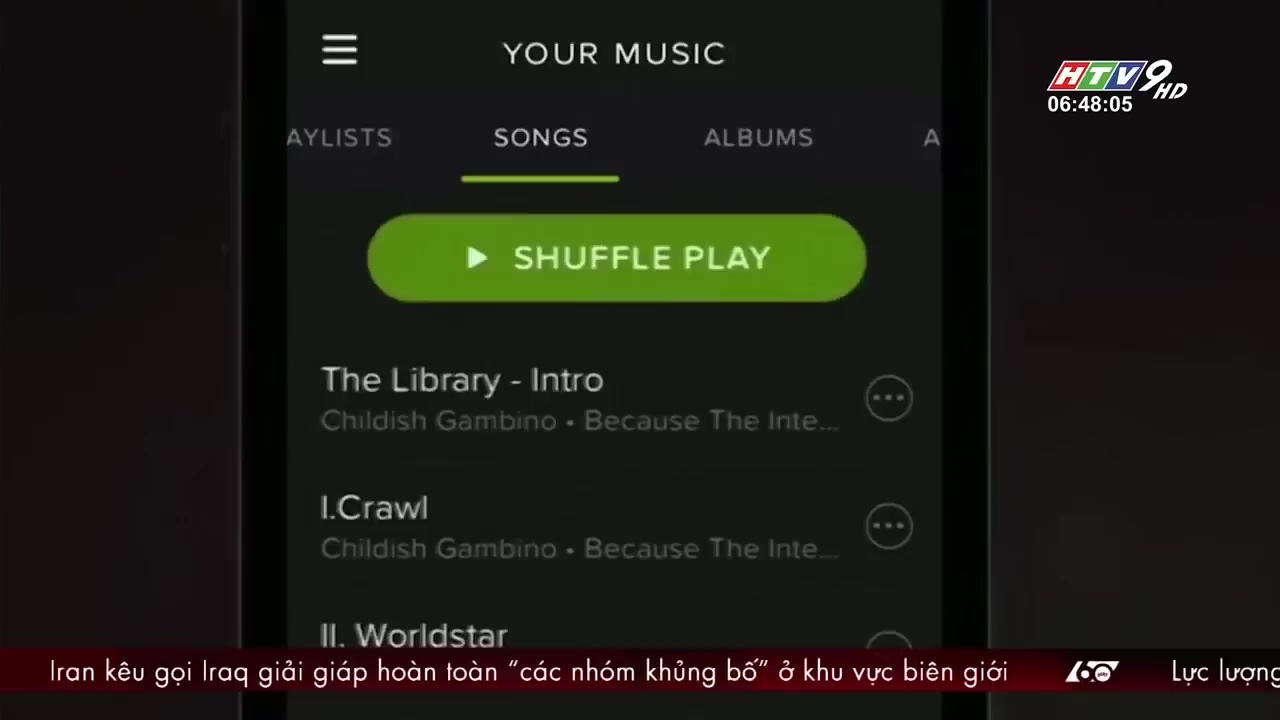 YOUR MUSIC
HTV9 HD
06:48:05
AYLISTS SONGS ALBUMS A
SHUFFLE PLAY
The Library - Intro
Childish Gambino • Because The Inte...
I.Crawl
Childish Gambino • Because The Inte...
II. Worldstar
Iran kêu gọi Iraq giải giáp hoàn toàn “các nhóm khủng bố” ở khu vực biên giới 60 Lực lượng